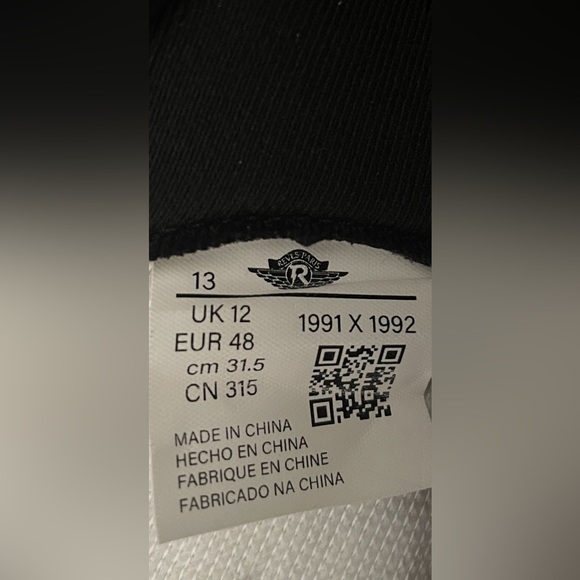 REVLS PARIS
R
13
UK 12
EUR 48
cm 31.5
CN 315
1991 X 1992
MADE IN CHINA
HECHO EN CHINA
FABRIQUE EN CHINE
FABRICADO NA CHINA